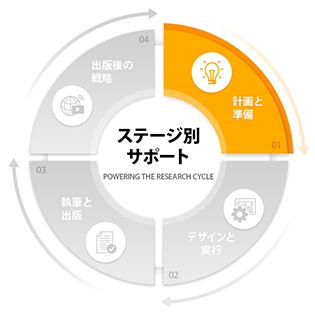 04
出版後の
戦略
計画と
準備
01
ステージ別
サポート
POWERING THE RESEARCH CYCLE
03
執筆と
出版
デザインと
実行
02